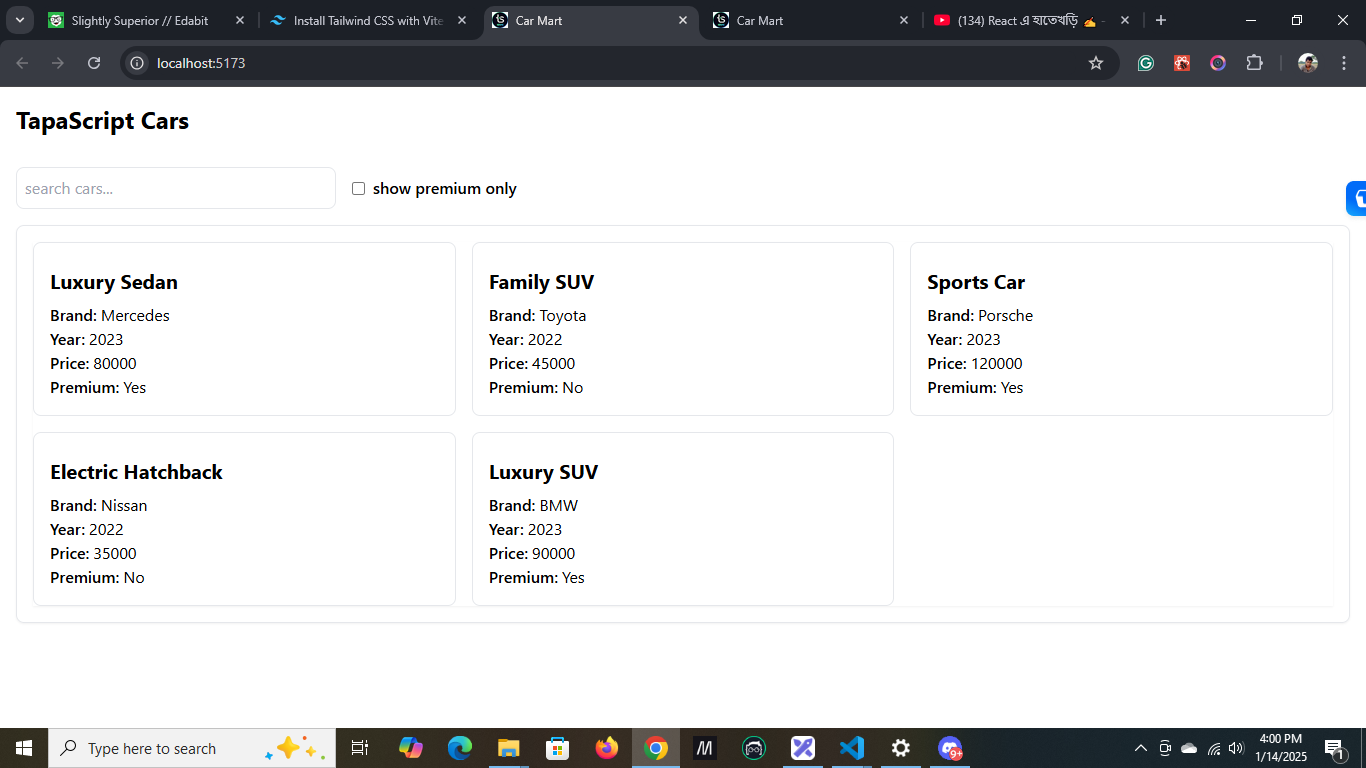 Slightly Superior // Edabit
Install Tailwind CSS with Vite
Car Mart
Car Mart
(134) React এ হাতেখড়ি ✍️ -
localhost:5173
TapaScript Cars
search cars...
show premium only
Luxury Sedan
Brand: Mercedes
Year: 2023
Price: 80000
Premium: Yes
Family SUV
Brand: Toyota
Year: 2022
Price: 45000
Premium: No
Sports Car
Brand: Porsche
Year: 2023
Price: 120000
Premium: Yes
Electric Hatchback
Brand: Nissan
Year: 2022
Price: 35000
Premium: No
Luxury SUV
Brand: BMW
Year: 2023
Price: 90000
Premium: Yes
Type here to search
9+
4:00 PM
1/14/2025
1